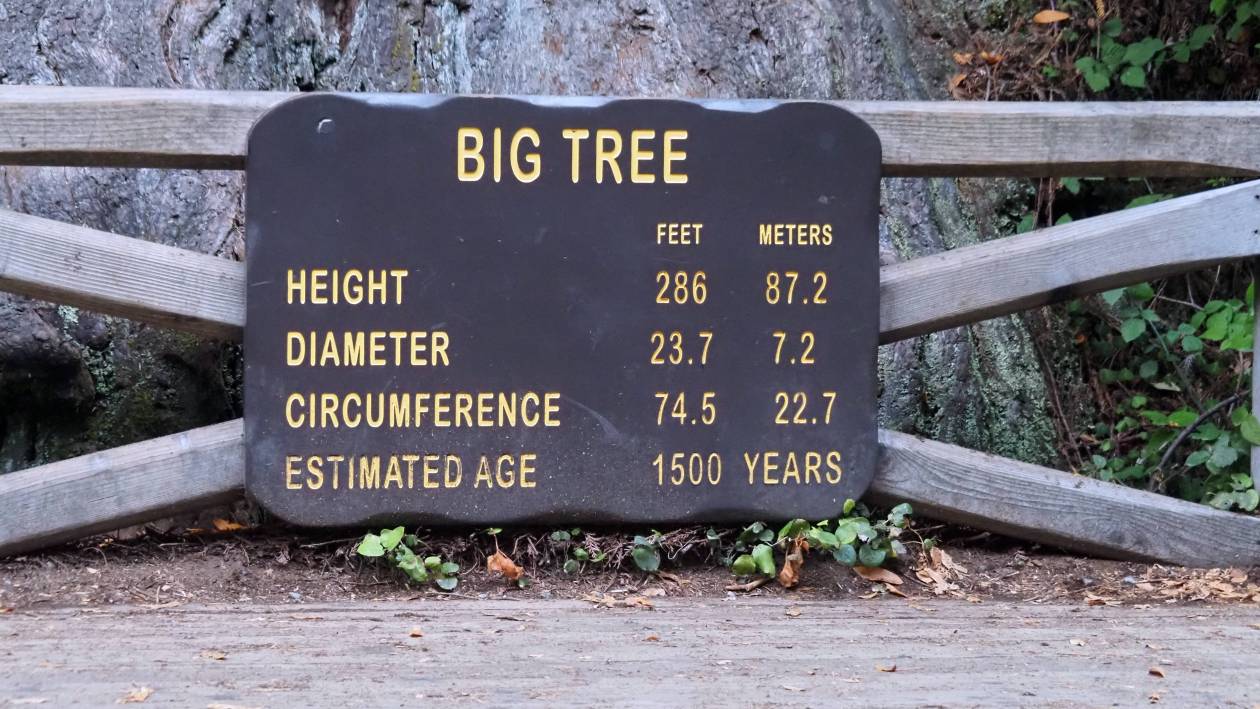 BIG TREE
FEET METERS
HEIGHT 286 87.2
DIAMETER 23.7 7.2
CIRCUMFERENCE 74.5 22.7
ESTIMATED AGE 1500 YEARS